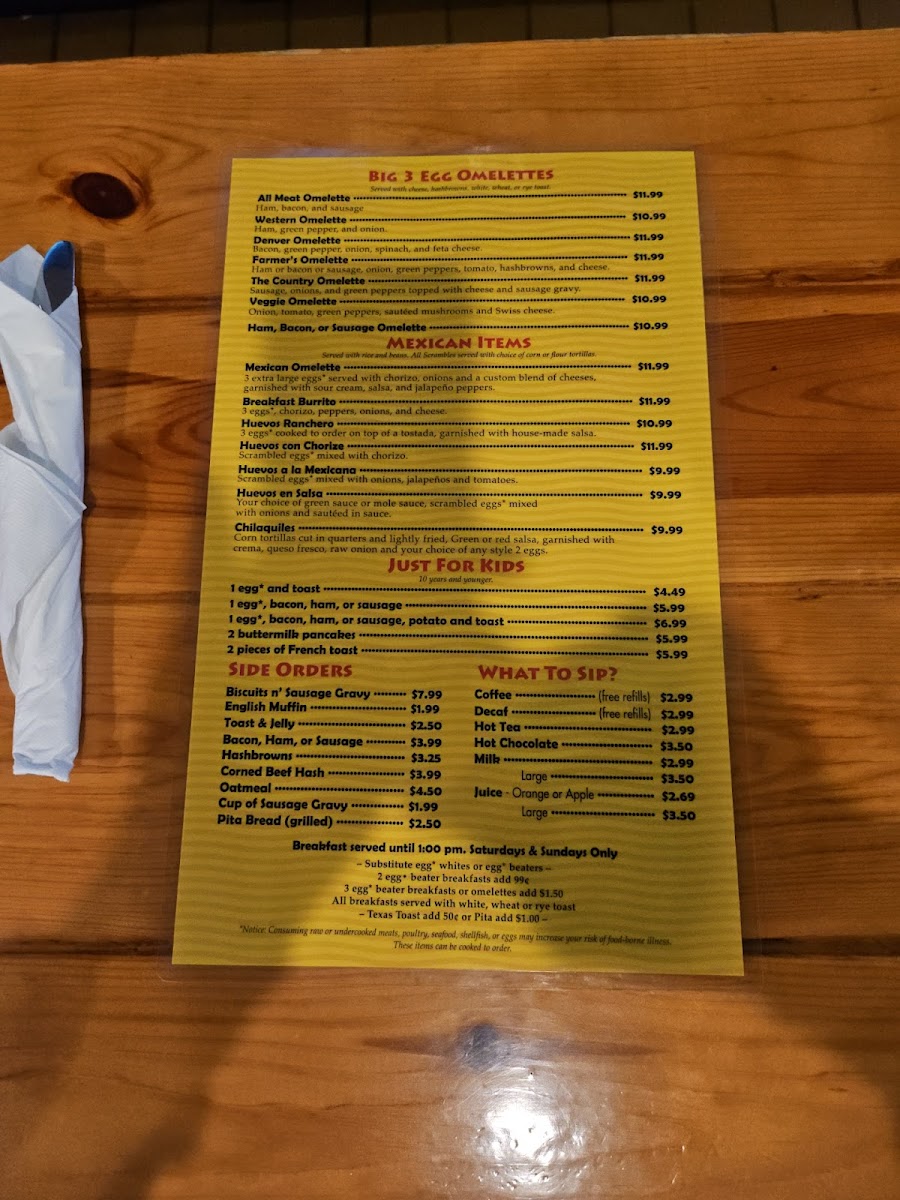 BIG 3 EGG OMELETTES
Served with cheese, hashbrowns, white, wheat, or rye toast.
All Meat Omelette $11.99
Ham, bacon, and sausage
Western Omelette $10.99
Ham, green pepper, and onion.
Denver Omelette $11.99
Bacon, green pepper, onion, spinach, and feta cheese.
Farmer's Omelette $11.99
Ham or bacon or sausage, onion, green peppers, tomato, hashbrowns, and cheese.
The Country Omelette $11.99
Sausage, onions, and green peppers topped with cheese and sausage gravy.
Veggie Omelette $10.99
Onion, tomato, green peppers, sautéed mushrooms and Swiss cheese.
Ham, Bacon, or Sausage Omelette $10.99
MEXICAN ITEMS
Served with rice and beans. All Scrambles served with choice of corn or flour tortillas.
Mexican Omelette $11.99
3 extra large eggs* served with chorizo, onions and a custom blend of cheeses,
garnished with sour cream, salsa, and jalapeño peppers.
Breakfast Burrito $11.99
3 eggs*, chorizo, peppers, onions, and cheese.
Huevos Ranchero $10.99
3 eggs* cooked to order on top of a tostada, garnished with house-made salsa.
Huevos con Chorize $11.99
Scrambled eggs* mixed with chorizo.
Huevos a la Mexicana $9.99
Scrambled eggs* mixed with onions, jalapeños and tomatoes.
Huevos en Salsa $9.99
Your choice of green sauce or mole sauce, scrambled eggs* mixed
with onions and sautéed in sauce.
Chilaquiles $9.99
Corn tortillas cut in quarters and lightly fried, Green or red salsa, garnished with
crema, queso fresco, raw onion and your choice of any style 2 eggs.
JUST FOR KIDS
10 years and younger.
1 egg* and toast $4.49
1 egg*, bacon, ham, or sausage $5.99
1 egg*, bacon, ham, or sausage, potato and toast $6.99
2 buttermilk pancakes $5.99
2 pieces of French toast $5.99
SIDE ORDERS
Biscuits n' Sausage Gravy $7.99
English Muffin $1.99
Toast & Jelly $2.50
Bacon, Ham, or Sausage $3.99
Hashbrowns $3.25
Corned Beef Hash $3.99
Oatmeal $4.50
Cup of Sausage Gravy $1.99
Pita Bread (grilled) $2.50
WHAT TO SIP?
Coffee (free refills) $2.99
Decaf (free refills) $2.99
Hot Tea $2.99
Hot Chocolate $3.50
Milk $2.99
Large $3.50
Juice - Orange or Apple $2.69
Large $3.50
Breakfast served until 1:00 pm. Saturdays & Sundays Only
– Substitute egg* whites or egg* beaters –
2 egg* beater breakfasts add 99¢
3 egg* beater breakfasts or omelettes add $1.50
All breakfasts served with white, wheat or rye toast
– Texas Toast add 50¢ or Pita add $1.00 –
*Notice: Consuming raw or undercooked meats, poultry, seafood, shellfish, or eggs may increase your risk of food-borne illness.
These items can be cooked to order.